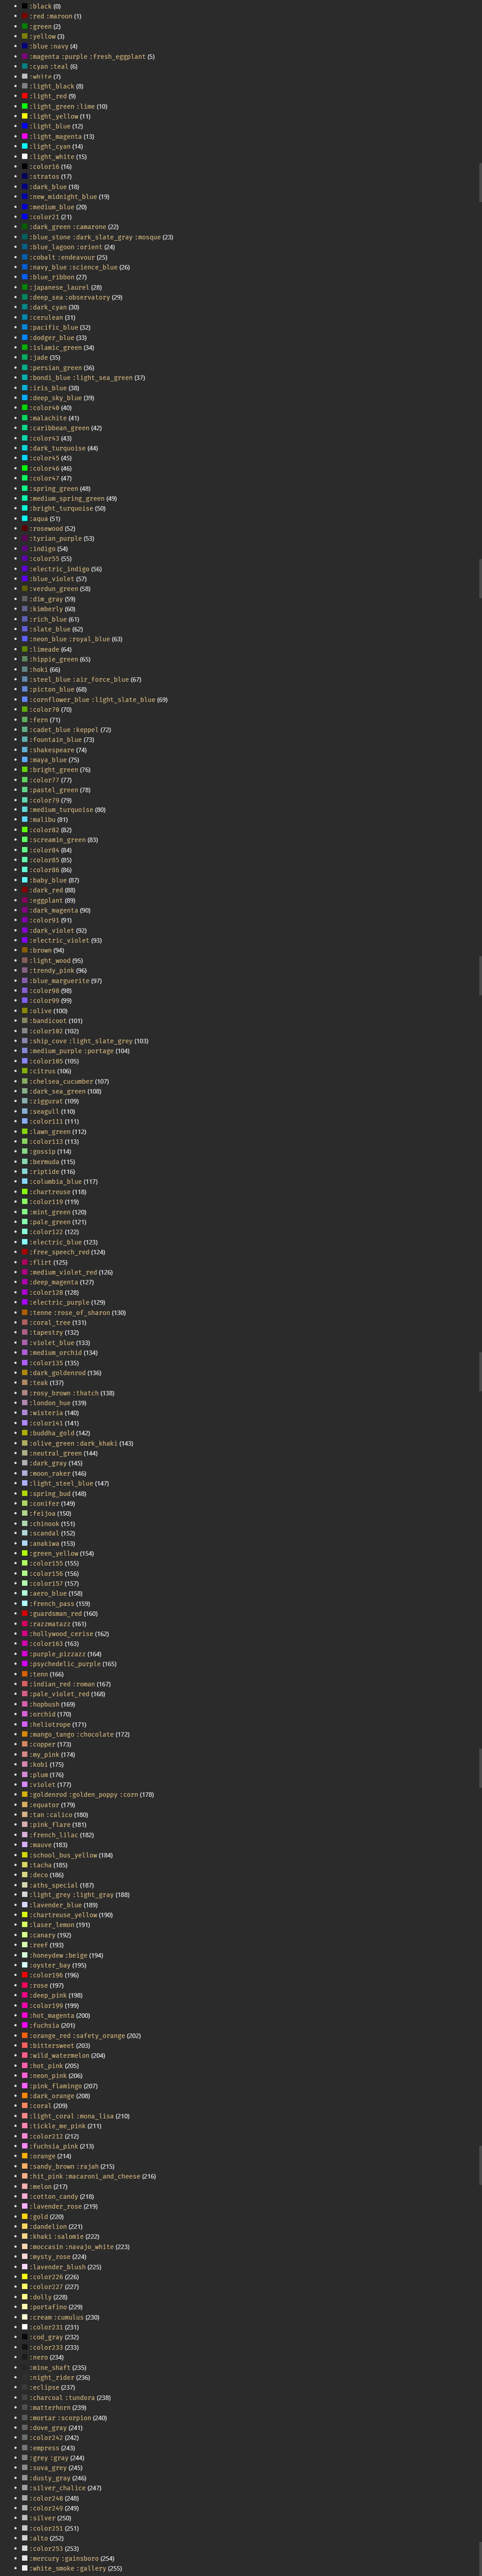 :black (0)
:red :maroon (1)
:green (2)
:yellow (3)
:blue :navy (4)
:magenta :purple :fresh_eggplant (5)
:cyan :teal (6)
:white (7)
:light_black (8)
:light_red (9)
:light_green :lime (10)
:light_yellow (11)
:light_blue (12)
:light_magenta (13)
:light_cyan (14)
:light_white (15)
:color16 (16)
:stratos (17)
:dark_blue (18)
:new_midnight_blue (19)
:medium_blue (20)
:color21 (21)
:dark_green :camarone (22)
:blue_stone :dark_slate_gray :mosque (23)
:blue_lagoon :orient (24)
:cobalt :endeavour (25)
:navy_blue :science_blue (26)
:blue_ribbon (27)
:japanese_laurel (28)
:deep_sea :observatory (29)
:dark_cyan (30)
:cerulean (31)
:pacific_blue (32)
:dodger_blue (33)
:islamic_green (34)
:jade (35)
:persian_green (36)
:bondi_blue :light_sea_green (37)
:iris_blue (38)
:deep_sky_blue (39)
:color40 (40)
:malachite (41)
:caribbean_green (42)
:color43 (43)
:dark_turquoise (44)
:color45 (45)
:color46 (46)
:color47 (47)
:spring_green (48)
:medium_spring_green (49)
:bright_turquoise (50)
:aqua (51)
:rosewood (52)
:tyrian_purple (53)
:indigo (54)
:color55 (55)
:electric_indigo (56)
:blue_violet (57)
:verdun_green (58)
:dim_gray (59)
:kimberly (60)
:rich_blue (61)
:slate_blue (62)
:neon_blue :royal_blue (63)
:limeade (64)
:hippie_green (65)
:hoki (66)
:steel_blue :air_force_blue (67)
:picton_blue (68)
:cornflower_blue :light_slate_blue (69)
:color70 (70)
:fern (71)
:cadet_blue :keppel (72)
:fountain_blue (73)
:shakespeare (74)
:maya_blue (75)
:bright_green (76)
:color77 (77)
:pastel_green (78)
:color79 (79)
:medium_turquoise (80)
:malibu (81)
:color82 (82)
:screamin_green (83)
:color84 (84)
:color85 (85)
:color86 (86)
:baby_blue (87)
:dark_red (88)
:eggplant (89)
:dark_magenta (90)
:color91 (91)
:dark_violet (92)
:electric_violet (93)
:brown (94)
:light_wood (95)
:trendy_pink (96)
:blue_marguerite (97)
:color98 (98)
:color99 (99)
:olive (100)
:bandicoot (101)
:color102 (102)
:ship_cove :light_slate_grey (103)
:medium_purple :portage (104)
:color105 (105)
:citrus (106)
:chelsea_cucumber (107)
:dark_sea_green (108)
:ziggurat (109)
:seagull (110)
:color111 (111)
:lawn_green (112)
:color113 (113)
:gossip (114)
:bermuda (115)
:riptide (116)
:columbia_blue (117)
:chartreuse (118)
:color119 (119)
:mint_green (120)
:pale_green (121)
:color122 (122)
:electric_blue (123)
:free_speech_red (124)
:flirt (125)
:medium_violet_red (126)
:deep_magenta (127)
:color128 (128)
:electric_purple (129)
:tenne :rose_of_sharon (130)
:coral_tree (131)
:tapestry (132)
:violet_blue (133)
:medium_orchid (134)
:color135 (135)
:dark_goldenrod (136)
:teak (137)
:rosy_brown :thatch (138)
:london_hue (139)
:wisteria (140)
:color141 (141)
:buddha_gold (142)
:olive_green :dark_khaki (143)
:neutral_green (144)
:dark_gray (145)
:moon_raker (146)
:light_steel_blue (147)
:spring_bud (148)
:conifer (149)
:feijoa (150)
:chinook (151)
:scandal (152)
:anakiwa (153)
:green_yellow (154)
:color155 (155)
:color156 (156)
:color157 (157)
:aero_blue (158)
:french_pass (159)
:guardsman_red (160)
:razzmatazz (161)
:hollywood_cerise (162)
:color163 (163)
:purple_pizzazz (164)
:psychedelic_purple (165)
:tenn (166)
:indian_red :roman (167)
:pale_violet_red (168)
:hopbush (169)
:orchid (170)
:heliotrope (171)
:mango_tango :chocolate (172)
:copper (173)
:my_pink (174)
:kobi (175)
:plum (176)
:violet (177)
:goldenrod :golden_poppy :corn (178)
:equator (179)
:tan :calico (180)
:pink_flare (181)
:french_lilac (182)
:mauve (183)
:school_bus_yellow (184)
:tacha (185)
:deco (186)
:aths_special (187)
:light_grey :light_gray (188)
:lavender_blue (189)
:chartreuse_yellow (190)
:laser_lemon (191)
:canary (192)
:reef (193)
:honeydew :beige (194)
:oyster_bay (195)
:color196 (196)
:rose (197)
:deep_pink (198)
:color199 (199)
:hot_magenta (200)
:fuchsia (201)
:orange_red :safety_orange (202)
:bittersweet (203)
:wild_watermelon (204)
:hot_pink (205)
:neon_pink (206)
:pink_flamingo (207)
:dark_orange (208)
:coral (209)
:light_coral :mona_lisa (210)
:tickle_me_pink (211)
:color212 (212)
:fuchsia_pink (213)
:orange (214)
:sandy_brown :rajah (215)
:hit_pink :macaroni_and_cheese (216)
:melon (217)
:cotton_candy (218)
:lavender_rose (219)
:gold (220)
:dandelion (221)
:khaki :salomie (222)
:moccasin :navajo_white (223)
:mysty_rose (224)
:lavender_blush (225)
:color226 (226)
:color227 (227)
:dolly (228)
:portafino (229)
:cream :cumulus (230)
:color231 (231)
:cod_gray (232)
:color233 (233)
:nero (234)
:mine_shaft (235)
:night_rider (236)
:eclipse (237)
:charcoal :tundora (238)
:matterhorn (239)
:mortar :scorpion (240)
:dove_gray (241)
:color242 (242)
:empress (243)
:grey :gray (244)
:suva_grey (245)
:dusty_gray (246)
:silver_chalice (247)
:color248 (248)
:color249 (249)
:silver (250)
:color251 (251)
:alto (252)
:color253 (253)
:mercury :gainsboro (254)
:white_smoke :gallery (255)